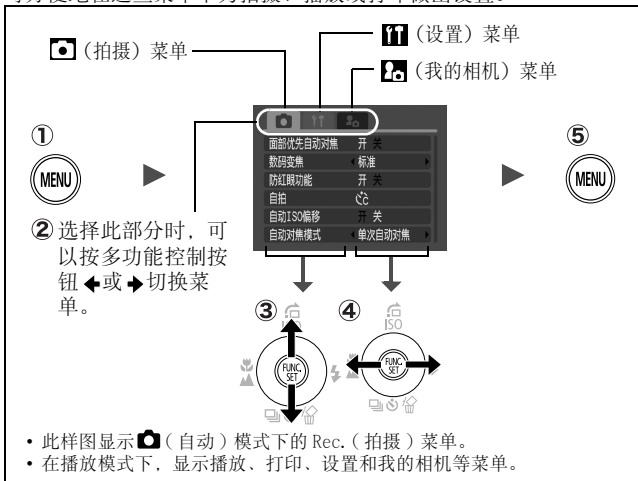 (设置)菜单
(拍摄)菜单
(我的相机)菜单
①
MENU
⑤
MENU
面部优先自动对焦 开 关
数码变焦 标准
防红眼功能 开 关
自拍
自动ISO偏移 开 关
自动对焦模式 单次自动对焦
②选择此部分时，可
以按多功能控制按
钮 ← 或 → 切换菜
单。
③
④
ISO
FUNC.
SET
FUNC.
SET
• 此样图显示 (自动) 模式下的 Rec.(拍摄) 菜单。
• 在播放模式下，显示播放、打印、设置和我的相机等菜单。